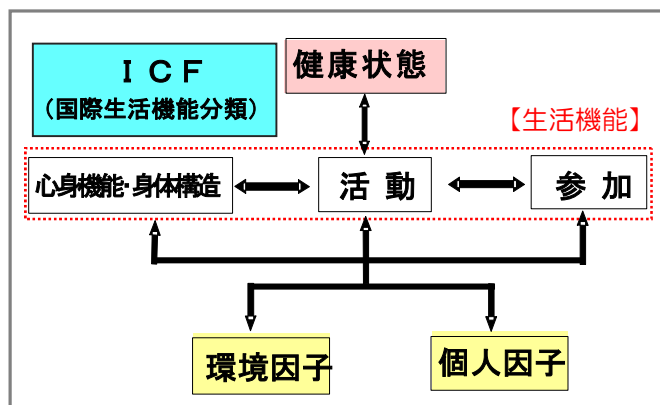 ＩＣＦ
（国際生活機能分類）
健康状態
【生活機能】
心身機能・身体構造
活動
参加
環境因子
個人因子